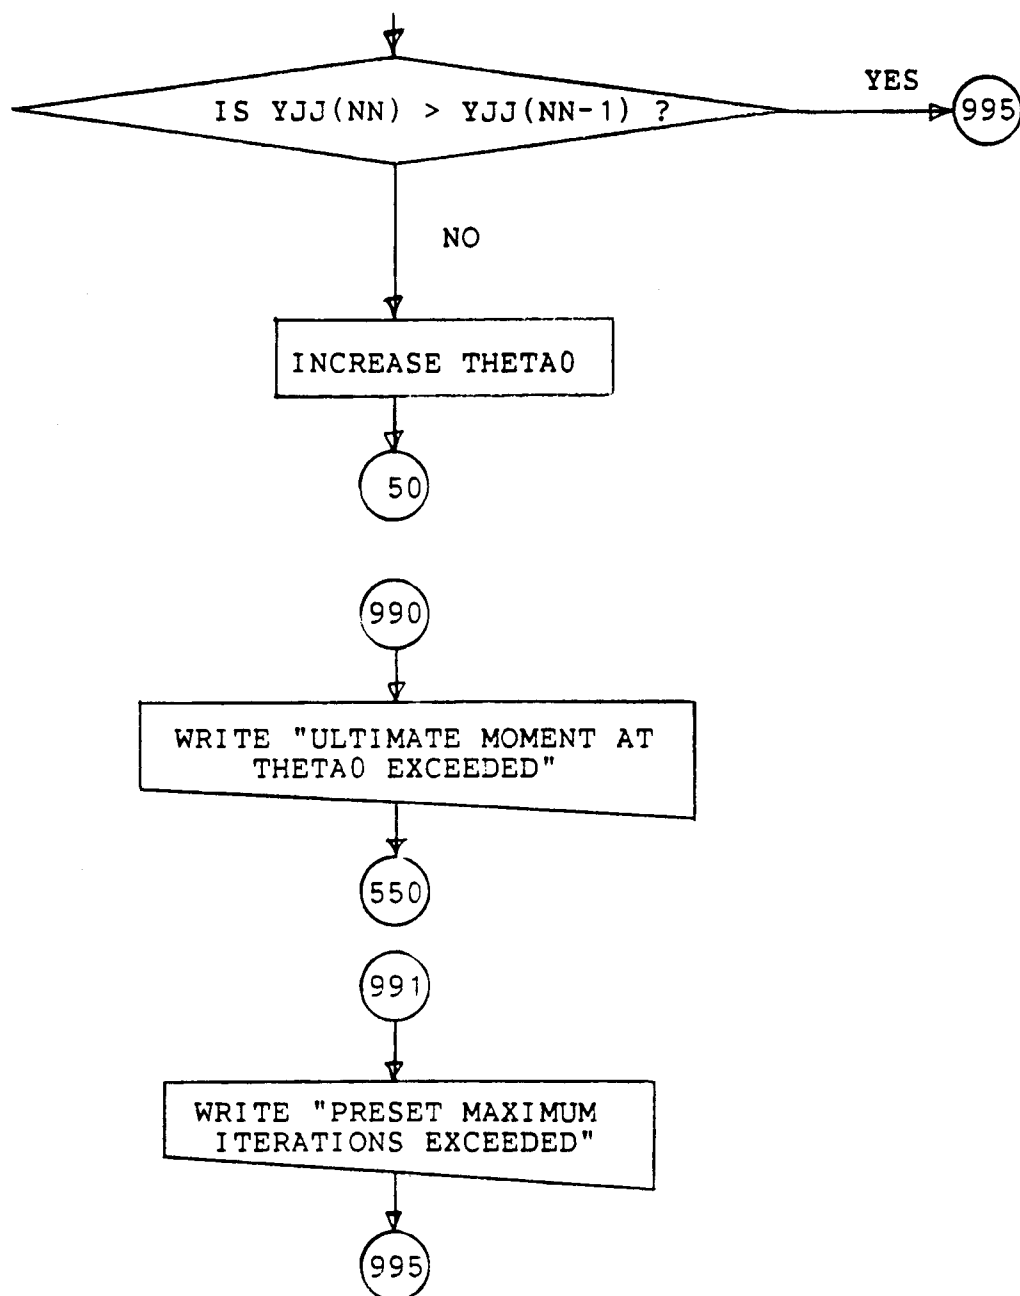 IS YJJ(NN) > YJJ(NN-1) ?
YES
995
NO
INCREASE THETA0
50
990
WRITE "ULTIMATE MOMENT AT
THETA0 EXCEEDED"
550
991
WRITE "PRESET MAXIMUM
ITERATIONS EXCEEDED"
995